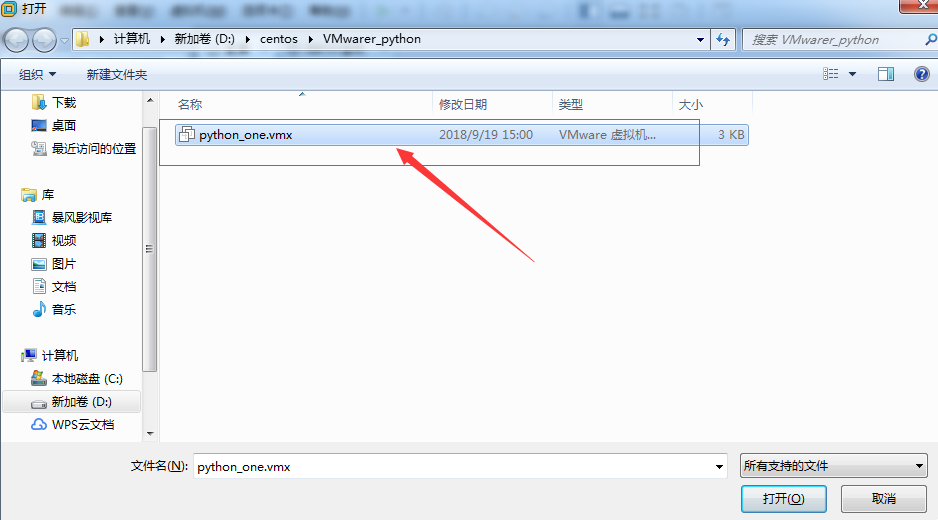 打开
计算机 新加卷 (D:) centos VMwarer_python
搜索 VMwarer_python
组织 新建文件夹
名称 修改日期 类型 大小
python_one.vmx 2018/9/19 15:00 VMware 虚拟机... 3 KB
下载
桌面
最近访问的位置
库
暴风影视库
视频
图片
文档
音乐
计算机
本地磁盘 (C:)
新加卷 (D:)
WPS云文档
文件名(N): python_one.vmx 所有支持的文件
打开(O) 取消